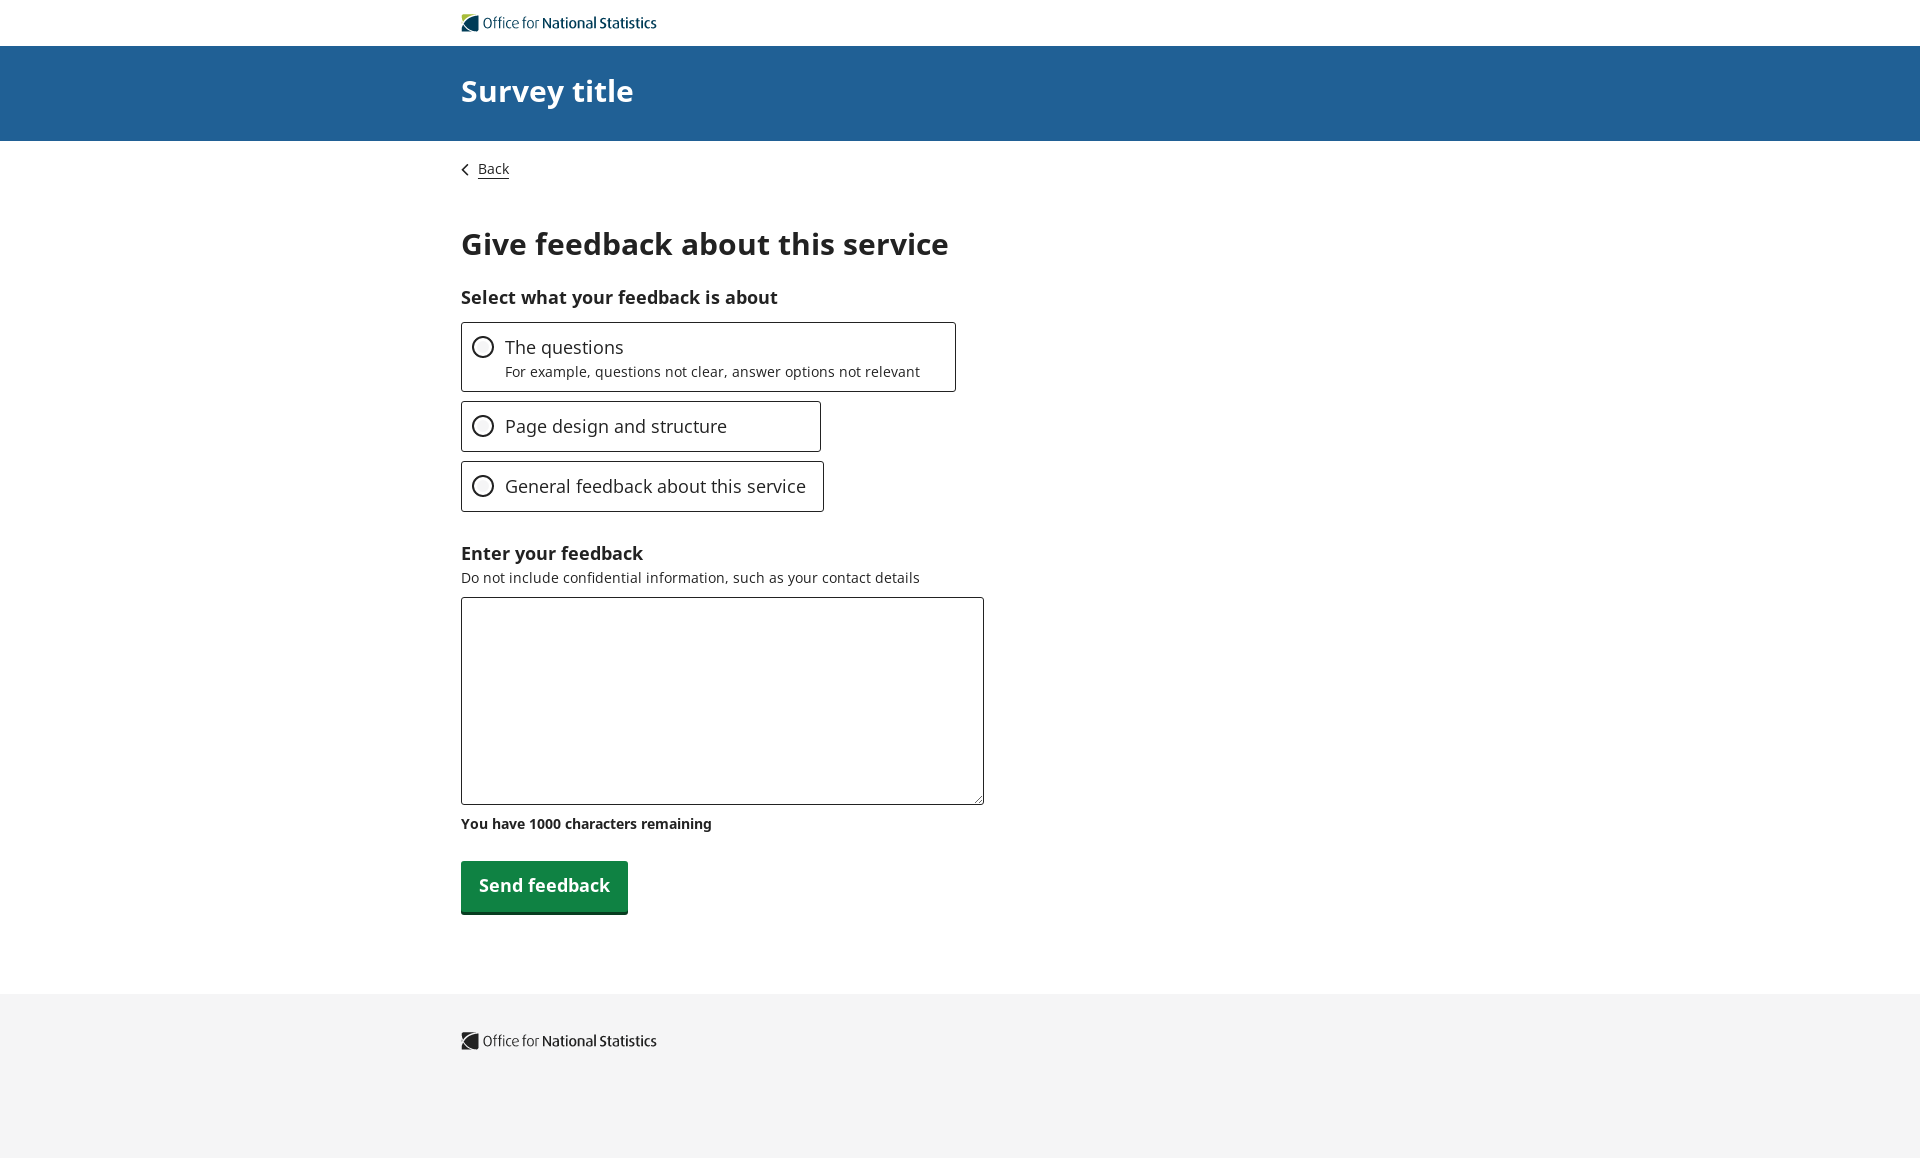 Office for National Statistics
Survey title
Back
Give feedback about this service
Select what your feedback is about
The questions
For example, questions not clear, answer options not relevant
Page design and structure
General feedback about this service
Enter your feedback
Do not include confidential information, such as your contact details
You have 1000 characters remaining
Send feedback
Office for National Statistics